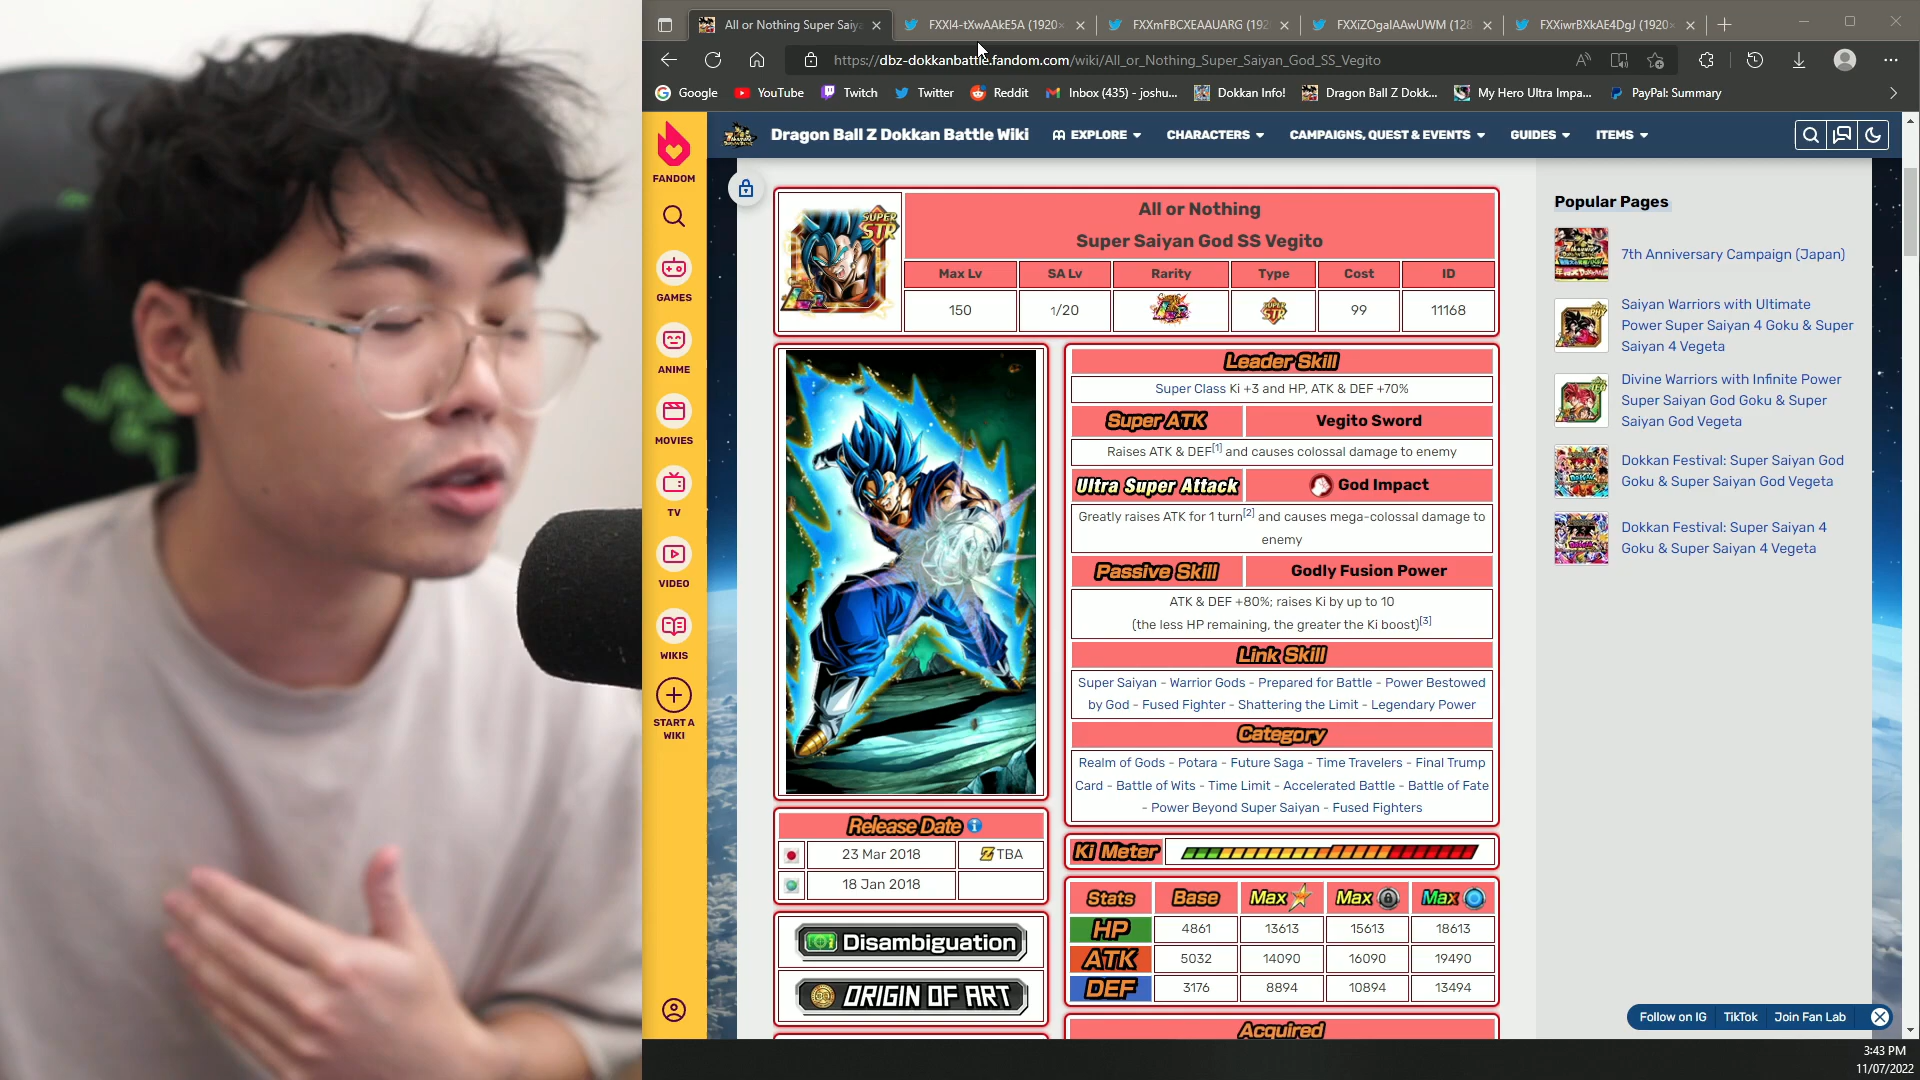 All or Nothing Super Saiya
FXXl4-tXwAAkE5A (1920×
FXXmFBCXEAAUARG (192
FXXiZOgaIAAwUWM (128
FXXiwrBXkAE4DgJ (1920×
https://dbz-dokkanbattle.fandom.com/wiki/All_or_Nothing_Super_Saiyan_God_SS_Vegito
Google YouTube Twitch Twitter Reddit Inbox (435) - joshu... Dokkan Info! Dragon Ball Z Dokk... My Hero Ultra Impa... PayPal: Summary
FANDOM
GAMES
ANIME
MOVIES
TV
VIDEO
WIKIS
START A
WIKI
Dragon Ball Z Dokkan Battle Wiki EXPLORE CHARACTERS CAMPAIGNS, QUEST & EVENTS GUIDES ITEMS
SUPER
STR
LR
All or Nothing
Super Saiyan God SS Vegito
Max Lv SA Lv Rarity Type Cost ID
150 1/20 LR SUPER STR 99 11168
Leader Skill
Super Class Ki +3 and HP, ATK & DEF +70%
Super ATK Vegito Sword
Raises ATK & DEF[1] and causes colossal damage to enemy
Ultra Super Attack God Impact
Greatly raises ATK for 1 turn[2] and causes mega-colossal damage to
enemy
Passive Skill Godly Fusion Power
ATK & DEF +80%; raises Ki by up to 10
(the less HP remaining, the greater the Ki boost)[3]
Link Skill
Super Saiyan - Warrior Gods - Prepared for Battle - Power Bestowed
by God - Fused Fighter - Shattering the Limit - Legendary Power
Category
Realm of Gods - Potara - Future Saga - Time Travelers - Final Trump
Card - Battle of Wits - Time Limit - Accelerated Battle - Battle of Fate
- Power Beyond Super Saiyan - Fused Fighters
Release Date
23 Mar 2018 Z TBA
18 Jan 2018
Disambiguation
ORIGIN OF ART
Ki Meter
Stats Base Max Max Max
HP 4861 13613 15613 18613
ATK 5032 14090 16090 19490
DEF 3176 8894 10894 13494
Acquired
Popular Pages
7th Anniversary Campaign (Japan)
Saiyan Warriors with Ultimate
Power Super Saiyan 4 Goku & Super
Saiyan 4 Vegeta
Divine Warriors with Infinite Power
Super Saiyan God Goku & Super
Saiyan God Vegeta
Dokkan Festival: Super Saiyan God
Goku & Super Saiyan God Vegeta
Dokkan Festival: Super Saiyan 4
Goku & Super Saiyan 4 Vegeta
Follow on IG TikTok Join Fan Lab
3:43 PM
11/07/2022